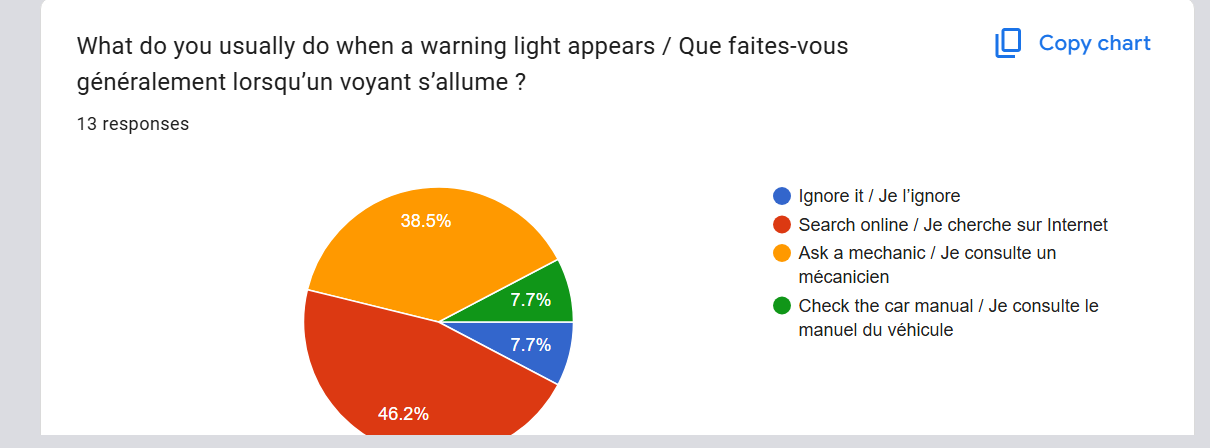 What do you usually do when a warning light appears / Que faites-vous
généralement lorsqu’un voyant s’allume ?
Copy chart
13 responses
38.5%
7.7%
7.7%
46.2%
Ignore it / Je l’ignore
Search online / Je cherche sur Internet
Ask a mechanic / Je consulte un
mécanicien
Check the car manual / Je consulte le
manuel du véhicule